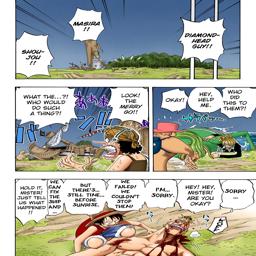 DIAMOND-
HEAD
GUY!!
MASIRA!!
SHOU-
JOU!!
WHO
DID
THIS TO
THEM?!
HEY,
HELP
ME.
OKAY!
LOOK!
THE
MERRY
GO!!
WHAT
THE...?!
WHO
WOULD DO
SUCH A
THING?!
SORRY...
HEY! HEY!
MISTER!
ARE YOU
OKAY?
I'M...
SORRY.
WE
FAILED!
WE
COULDN'T
STOP
THEM!
BUT
THERE'S...
STILL TIME..
BEFORE
SUNRISE.
WE
CAN FIX
THE SHIP
AND...
HOLD IT,
MISTER!
JUST TELL
US WHAT
HAPPENED
!!